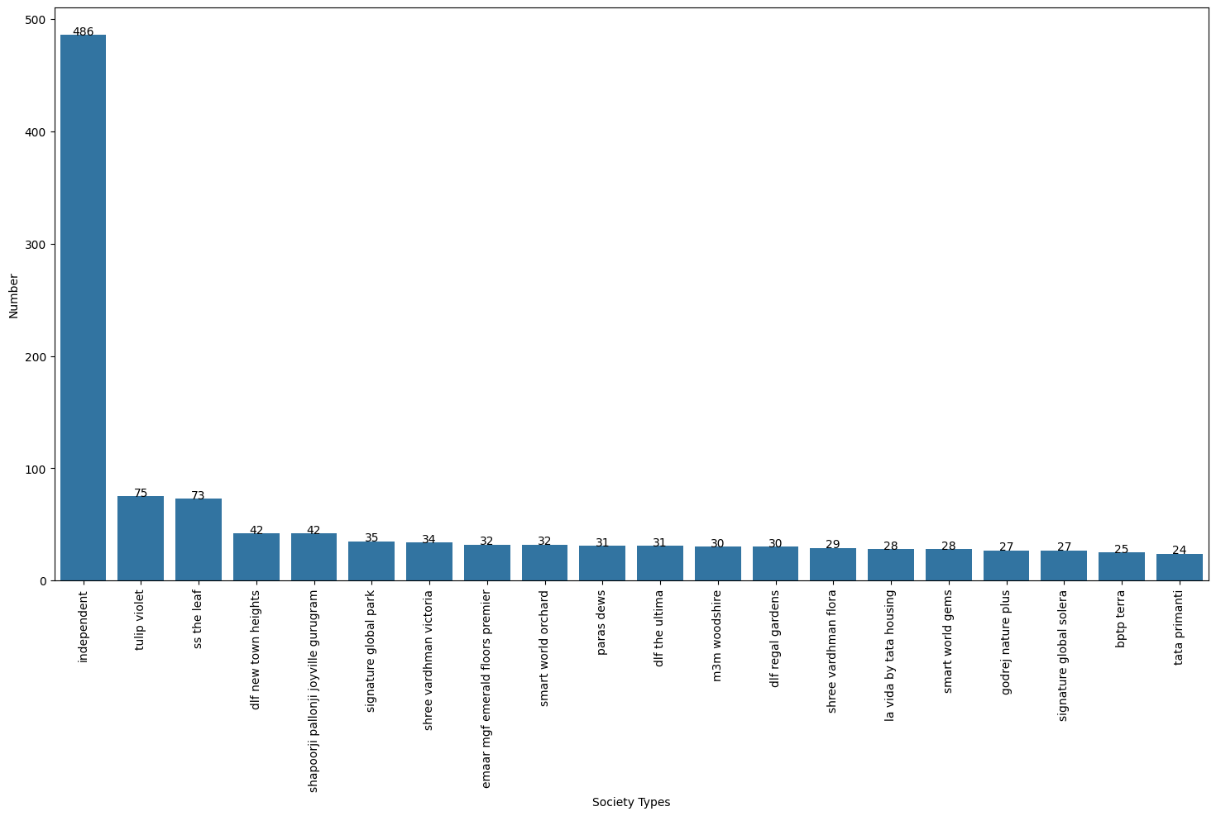 500
400
300
200
100
0
Number
486
75
73
42
42
35
34
32
32
31
31
30
30
29
28
28
27
27
25
24
independent
tulip violet
ss the leaf
dlf new town heights
shapoorji pallonji joyville gurugram
signature global park
shree vardhman victoria
emaar mgf emerald floors premier
smart world orchard
paras dews
dlf the ultima
m3m woodshire
dlf regal gardens
shree vardhman flora
la vida by tata housing
smart world gems
godrej nature plus
signature global solera
bptp terra
tata primanti
Society Types